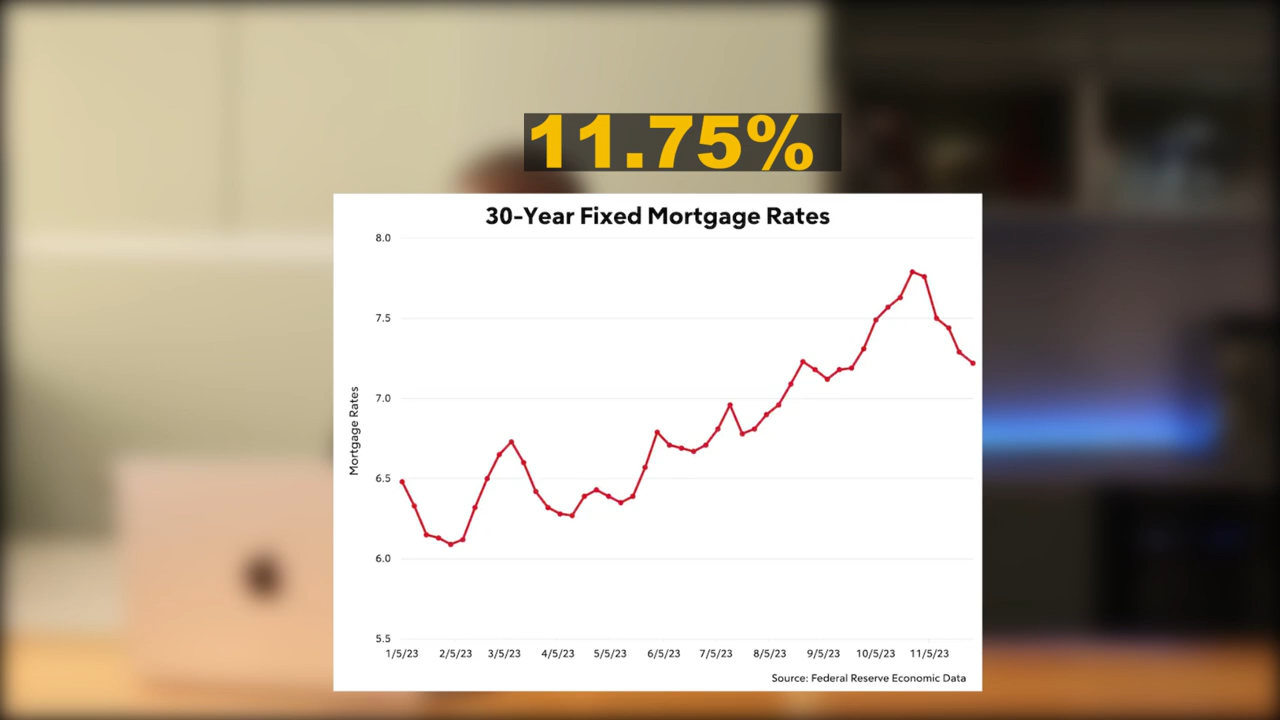 11.75%
30-Year Fixed Mortgage Rates
8.0
7.5
7.0
6.5
6.0
5.5
Mortgage Rates
1/5/23 2/5/23 3/5/23 4/5/23 5/5/23 6/5/23 7/5/23 8/5/23 9/5/23 10/5/23 11/5/23
Source: Federal Reserve Economic Data